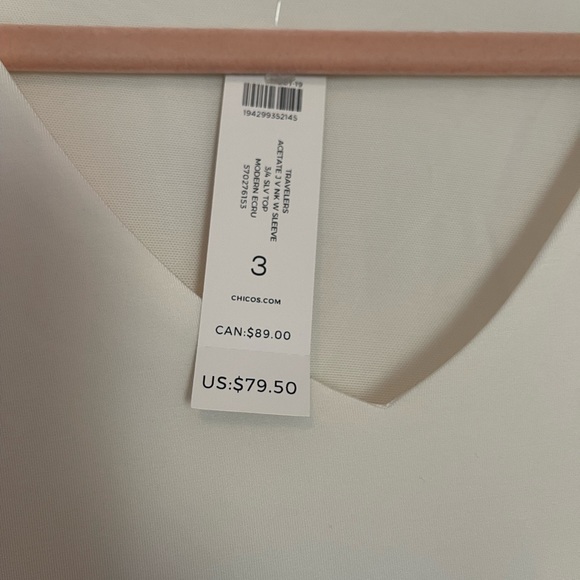 194299352145
TRAVELERS
ACETATE J V NK W SLEEVE
3/4 SLV TOP
MODERN ECRU
570276153
3
CHICOS.COM
CAN:$89.00
US:$79.50